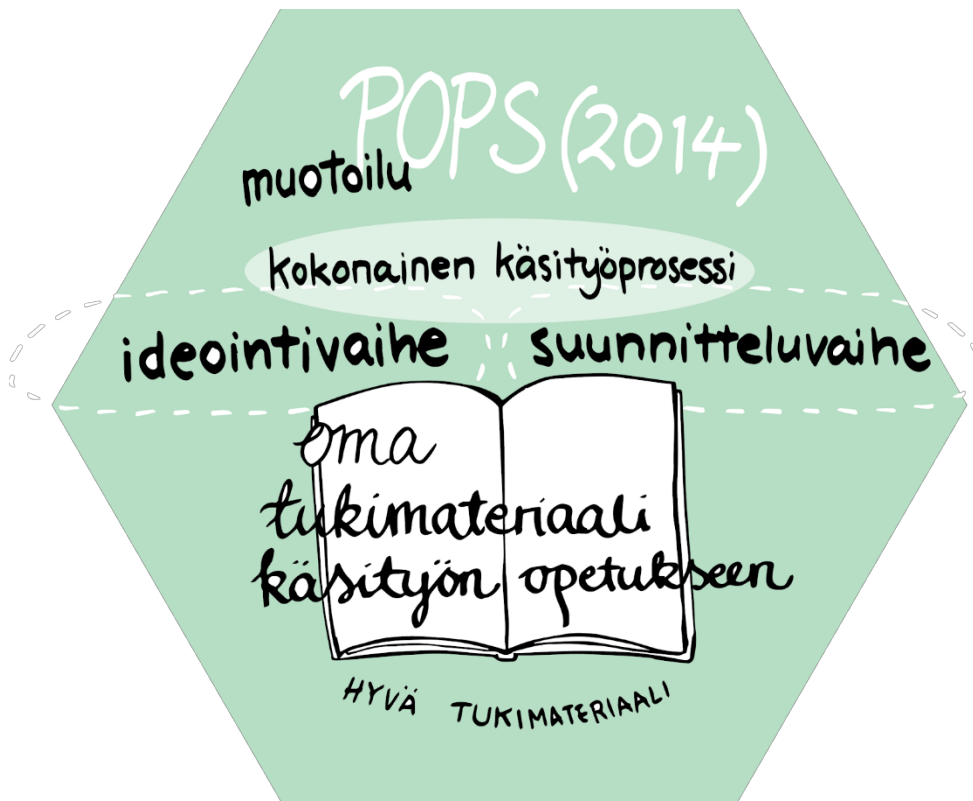 POPS (2014)
muotoilu
kokonainen käsityöprosessi
ideointivaihe suunnitteluvaihe
oma
tukimateriaali
käsityön opetukseen
HYVÄ TUKIMATERIAALI